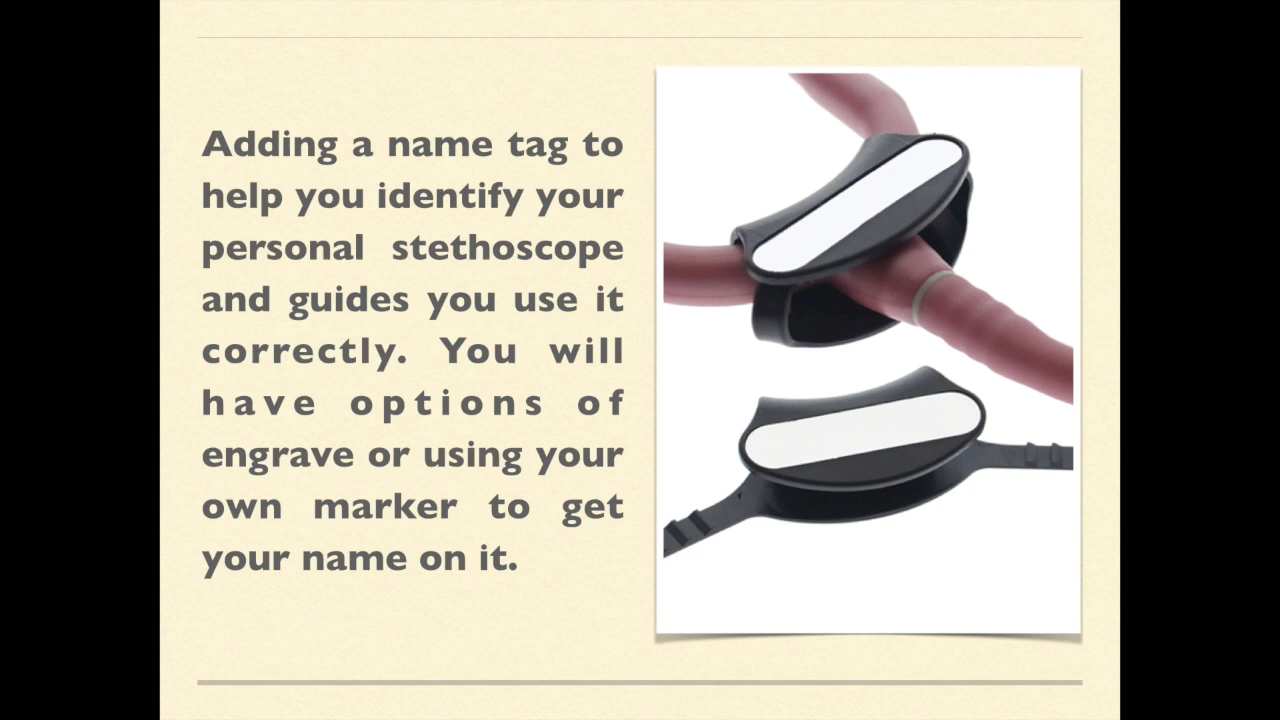 Adding a name tag to
help you identify your
personal stethoscope
and guides you use it
correctly. You will
have options of
engrave or using your
own marker to get
your name on it.